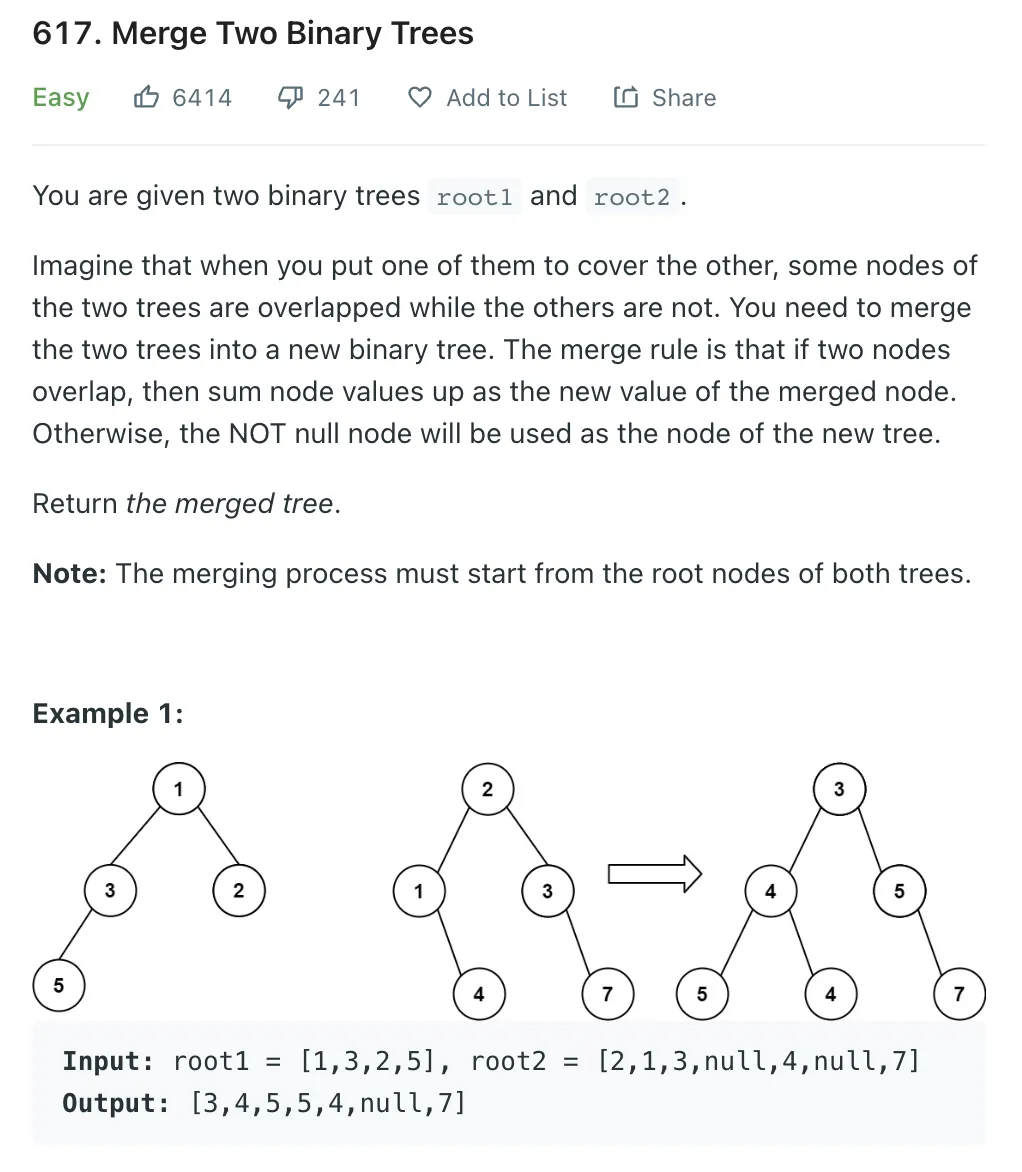 617. Merge Two Binary Trees
Easy 6414 241 Add to List Share
You are given two binary trees root1 and root2.
Imagine that when you put one of them to cover the other, some nodes of
the two trees are overlapped while the others are not. You need to merge
the two trees into a new binary tree. The merge rule is that if two nodes
overlap, then sum node values up as the new value of the merged node.
Otherwise, the NOT null node will be used as the node of the new tree.
Return the merged tree.
Note: The merging process must start from the root nodes of both trees.
Example 1:
1 2 3
3 2 1 3 4 5
5 4 7 5 4 7
Input: root1 = [1,3,2,5], root2 = [2,1,3,null,4,null,7]
Output: [3,4,5,5,4,null,7]